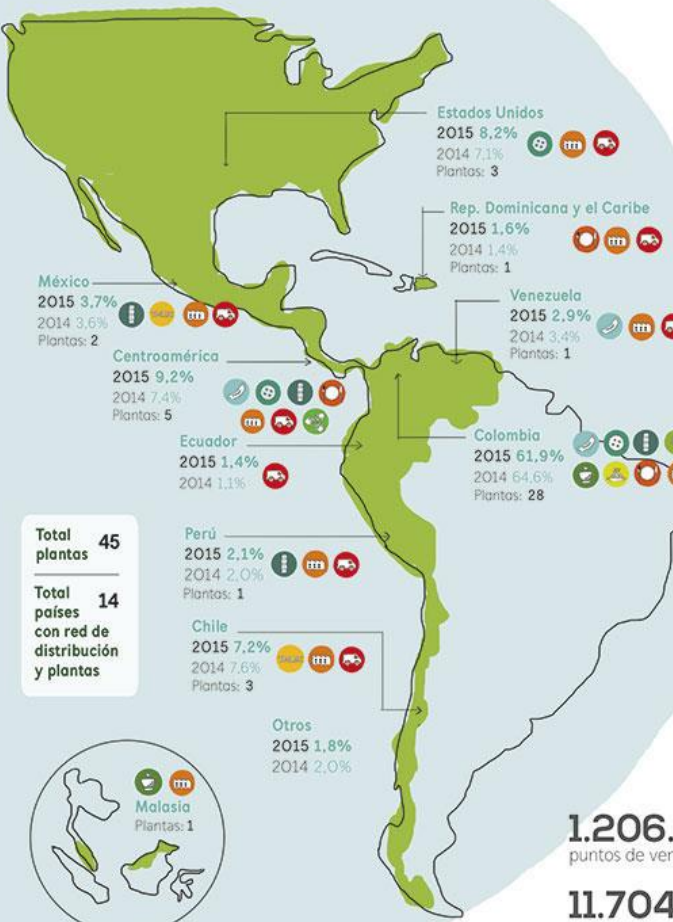 Estados Unidos
2015 8,2%
2014 7,1%
Plantas: 3
Rep. Dominicana y el Caribe
2015 1,6%
2014 1,4%
Plantas: 1
México
2015 3,7%
2014 3,6%
Plantas: 2
Venezuela
2015 2,9%
2014 3,4%
Plantas: 1
Centroamérica
2015 9,2%
2014 7,4%
Plantas: 5
Colombia
2015 61,9%
2014 64,6%
Plantas: 28
Ecuador
2015 1,4%
2014 1,1%
Total
plantas 45
Total
países 14
con red de
distribución
y plantas
Perú
2015 2,1%
2014 2,0%
Plantas: 1
Chile
2015 7,2%
2014 7,6%
Plantas: 3
Otros
2015 1,8%
2014 2,0%
Malasia
Plantas: 1
1.206.
puntos de ver
11.704